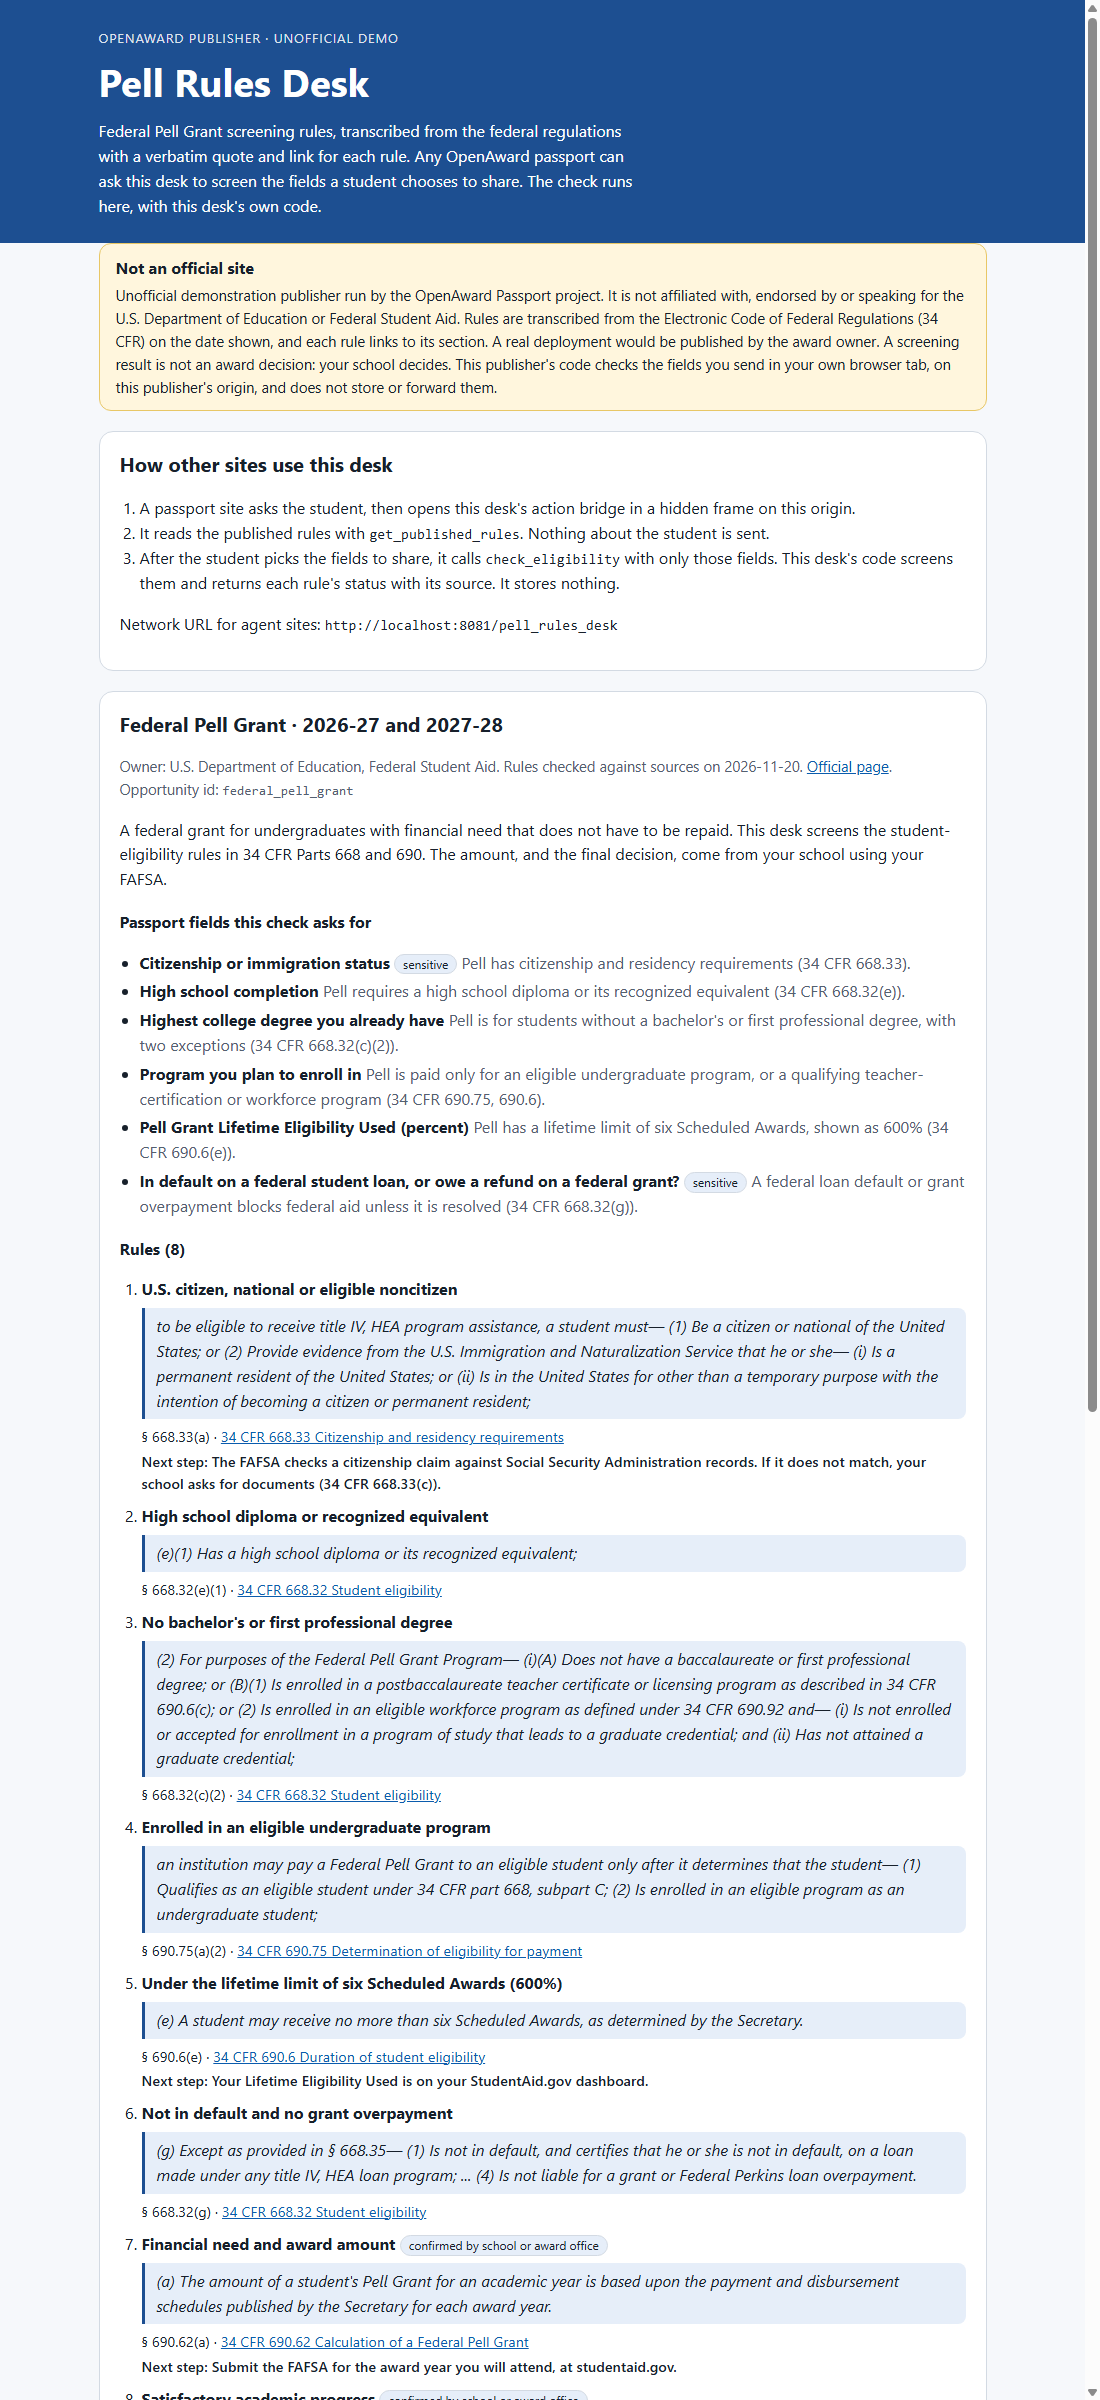 OPENAWARD PUBLISHER · UNOFFICIAL DEMO
Pell Rules Desk
Federal Pell Grant screening rules, transcribed from the federal regulations
with a verbatim quote and link for each rule. Any OpenAward passport can
ask this desk to screen the fields a student chooses to share. The check runs
here, with this desk's own code.
Not an official site
Unofficial demonstration publisher run by the OpenAward Passport project. It is not affiliated with, endorsed by or speaking for the
U.S. Department of Education or Federal Student Aid. Rules are transcribed from the Electronic Code of Federal Regulations (34
CFR) on the date shown, and each rule links to its section. A real deployment would be published by the award owner. A screening
result is not an award decision: your school decides. This publisher's code checks the fields you send in your own browser tab, on
this publisher's origin, and does not store or forward them.
How other sites use this desk
1. A passport site asks the student, then opens this desk's action bridge in a hidden frame on this origin.
2. It reads the published rules with get_published_rules. Nothing about the student is sent.
3. After the student picks the fields to share, it calls check_eligibility with only those fields. This desk's code screens
them and returns each rule's status with its source. It stores nothing.
Network URL for agent sites: http://localhost:8081/pell_rules_desk
Federal Pell Grant · 2026-27 and 2027-28
Owner: U.S. Department of Education, Federal Student Aid. Rules checked against sources on 2026-11-20. Official page.
Opportunity id: federal_pell_grant
A federal grant for undergraduates with financial need that does not have to be repaid. This desk screens the student-
eligibility rules in 34 CFR Parts 668 and 690. The amount, and the final decision, come from your school using your
FAFSA.
Passport fields this check asks for
• Citizenship or immigration status sensitive Pell has citizenship and residency requirements (34 CFR 668.33).
• High school completion Pell requires a high school diploma or its recognized equivalent (34 CFR 668.32(e)).
• Highest college degree you already have Pell is for students without a bachelor's or first professional degree, with
two exceptions (34 CFR 668.32(c)(2)).
• Program you plan to enroll in Pell is paid only for an eligible undergraduate program, or a qualifying teacher-
certification or workforce program (34 CFR 690.75, 690.6).
• Pell Grant Lifetime Eligibility Used (percent) Pell has a lifetime limit of six Scheduled Awards, shown as 600% (34
CFR 690.6(e)).
• In default on a federal student loan, or owe a refund on a federal grant? sensitive A federal loan default or grant
overpayment blocks federal aid unless it is resolved (34 CFR 668.32(g)).
Rules (8)
1. U.S. citizen, national or eligible noncitizen
to be eligible to receive title IV, HEA program assistance, a student must— (1) Be a citizen or national of the United
States; or (2) Provide evidence from the U.S. Immigration and Naturalization Service that he or she— (i) Is a
permanent resident of the United States; or (ii) Is in the United States for other than a temporary purpose with the
intention of becoming a citizen or permanent resident;
§ 668.33(a) · 34 CFR 668.33 Citizenship and residency requirements
Next step: The FAFSA checks a citizenship claim against Social Security Administration records. If it does not match, your
school asks for documents (34 CFR 668.33(c)).
2. High school diploma or recognized equivalent
(e)(1) Has a high school diploma or its recognized equivalent;
§ 668.32(e)(1) · 34 CFR 668.32 Student eligibility
3. No bachelor's or first professional degree
(2) For purposes of the Federal Pell Grant Program— (i)(A) Does not have a baccalaureate or first professional
degree; or (B)(1) Is enrolled in a postbaccalaureate teacher certificate or licensing program as described in 34 CFR
690.6(c); or (2) Is enrolled in an eligible workforce program as defined under 34 CFR 690.92 and— (i) Is not enrolled
or accepted for enrollment in a program of study that leads to a graduate credential; and (ii) Has not attained a
graduate credential;
§ 668.32(c)(2) · 34 CFR 668.32 Student eligibility
4. Enrolled in an eligible undergraduate program
an institution may pay a Federal Pell Grant to an eligible student only after it determines that the student— (1)
Qualifies as an eligible student under 34 CFR part 668, subpart C; (2) Is enrolled in an eligible program as an
undergraduate student;
§ 690.75(a)(2) · 34 CFR 690.75 Determination of eligibility for payment
5. Under the lifetime limit of six Scheduled Awards (600%)
(e) A student may receive no more than six Scheduled Awards, as determined by the Secretary.
§ 690.6(e) · 34 CFR 690.6 Duration of student eligibility
Next step: Your Lifetime Eligibility Used is on your StudentAid.gov dashboard.
6. Not in default and no grant overpayment
(g) Except as provided in § 668.35— (1) Is not in default, and certifies that he or she is not in default, on a loan
made under any title IV, HEA loan program; ... (4) Is not liable for a grant or Federal Perkins loan overpayment.
§ 668.32(g) · 34 CFR 668.32 Student eligibility
7. Financial need and award amount confirmed by school or award office
(a) The amount of a student's Pell Grant for an academic year is based upon the payment and disbursement
schedules published by the Secretary for each award year.
§ 690.62(a) · 34 CFR 690.62 Calculation of a Federal Pell Grant
Next step: Submit the FAFSA for the award year you will attend, at studentaid.gov.
8. Satisfactory academic progress confirmed by school or award office